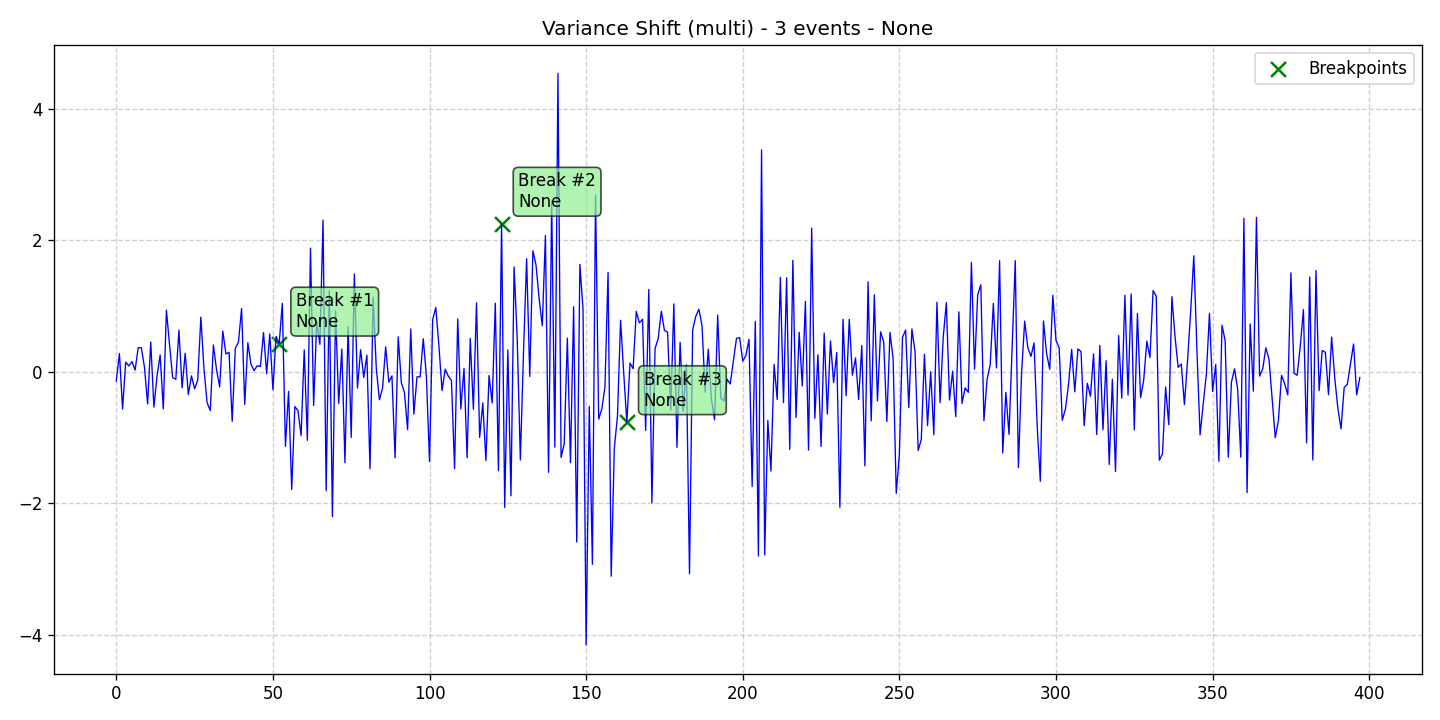 Variance Shift (multi) - 3 events - None
Breakpoints
4
2
0
−2
−4
Break #1
None
Break #2
None
Break #3
None
0
50
100
150
200
250
300
350
400